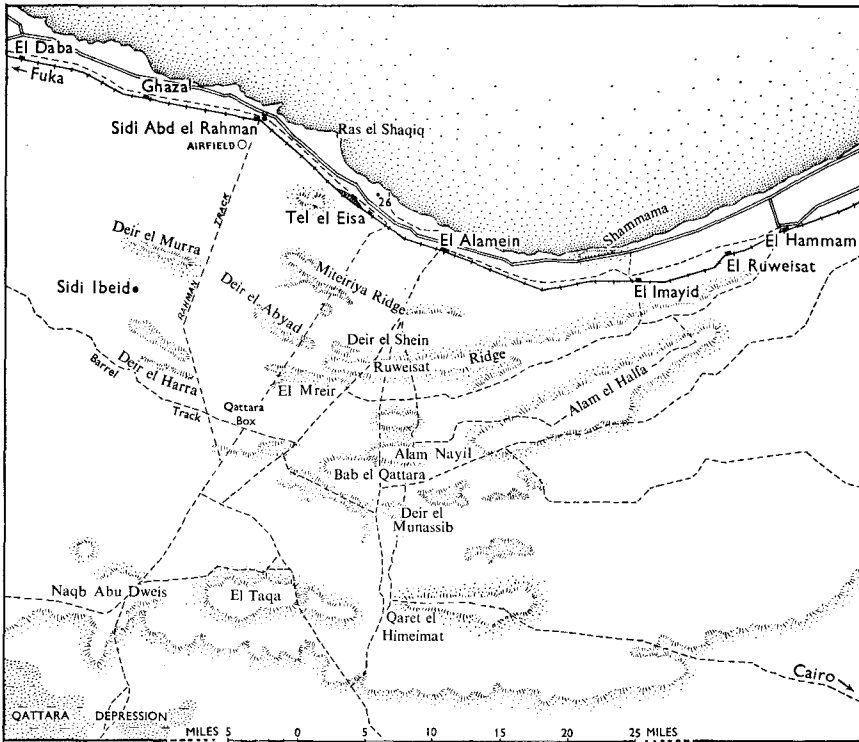 El Daba
Fuka
Ghazal
Sidi Abd el Rahman
AIRFIELD
Ras el Shaqiq
26
Tel el Eisa
Shammama
El Alamein
El Hammam
El Ruweisat
El Imayid
Deir el Murra
RAHMAN TRACK
Miteiriya Ridge
Sidi Ibeid
Deir el Abyad
Deir el Shein
Ruweisat Ridge
Barrel Track
Deir el Harra
El Mreir
Alam el Halfa
Qattara
Box
Alam Nayil
Bab el Qattara
Deir el
Munassib
Naqb Abu Dweis
El Taqa
Qaret el
Himeimat
Cairo
QATTARA DEPRESSION
MILES 5 0 5 10 15 20 25 MILES